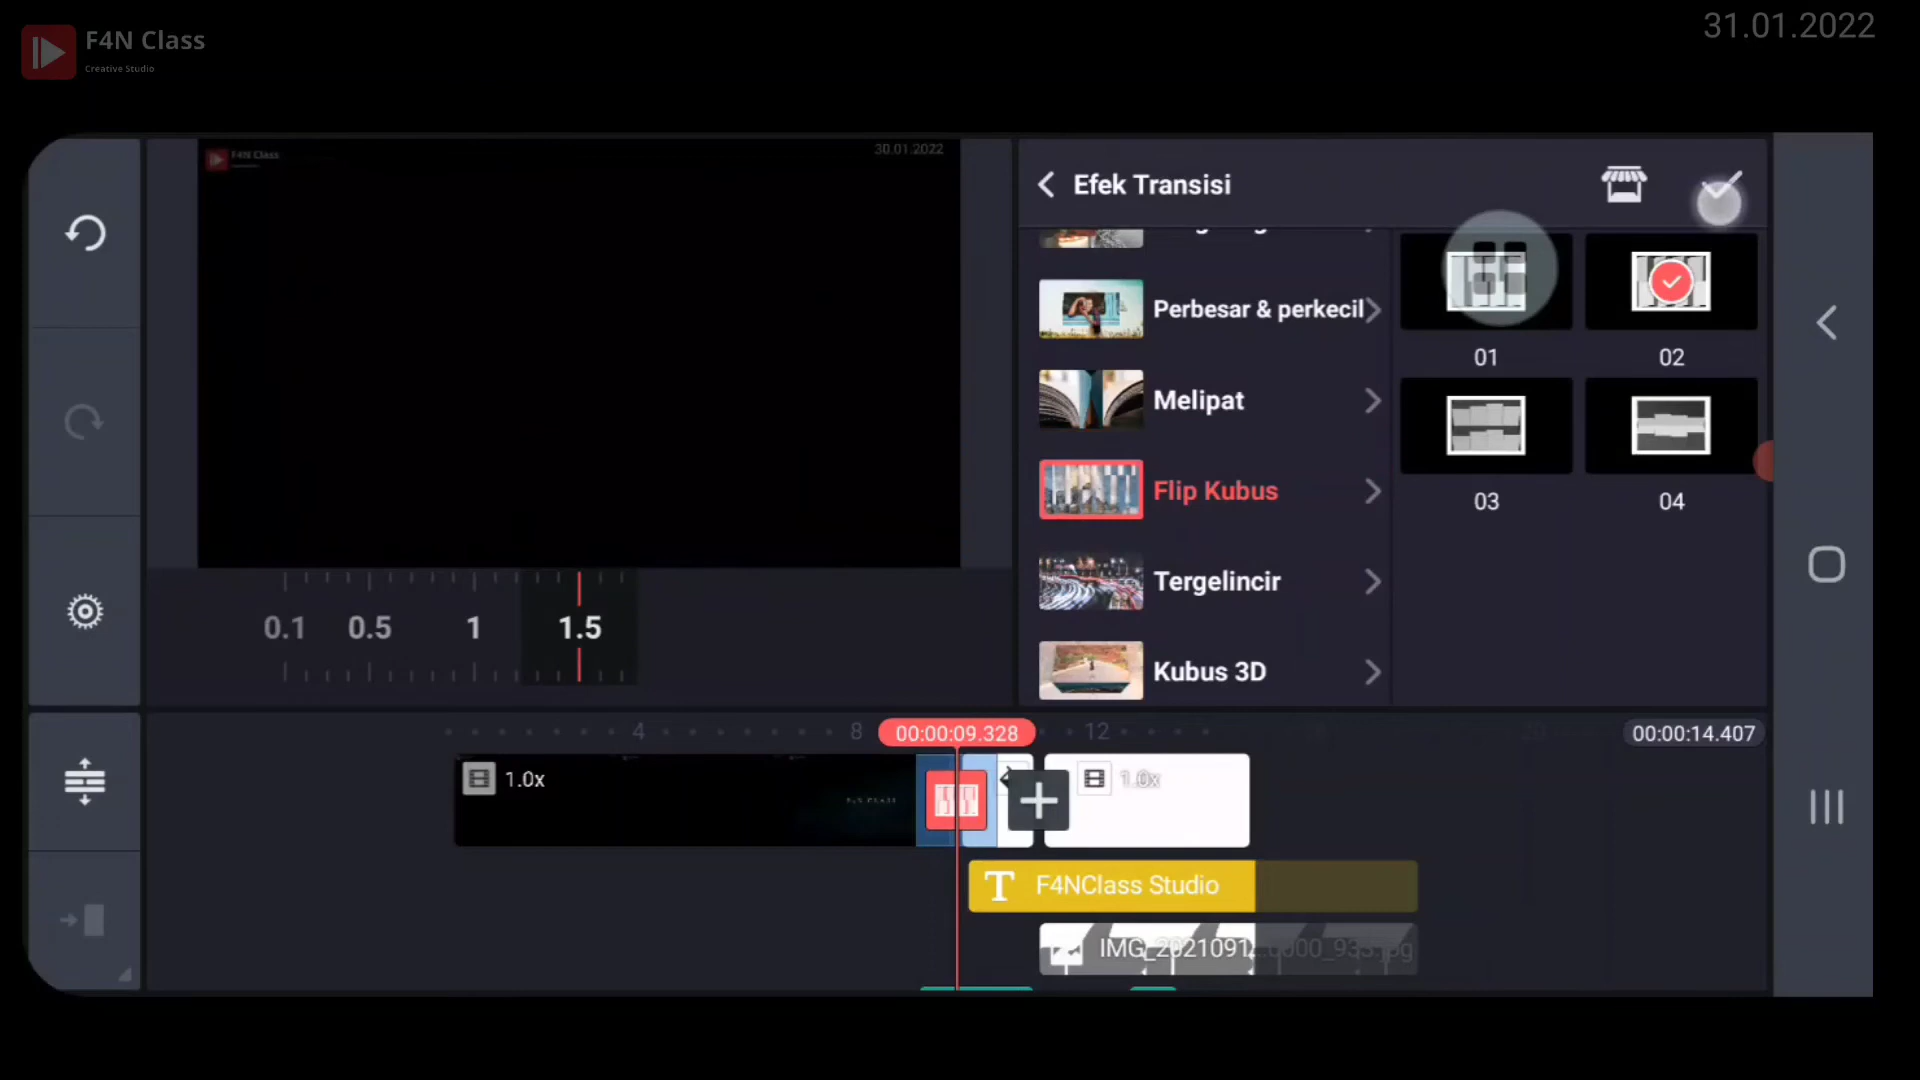 F4N Class
Creative Studio
31.01.2022
F4N Class
30.01.2022
Efek Transisi
Perbesar & perkecil
Melipat
Flip Kubus
Tergelincir
Kubus 3D
01
02
03
04
0.1
0.5
1
1.5
4
8
00:00:09.328
12
00:00:14.407
1.0x
F4N CLASS
1.0x
F4NClass Studio